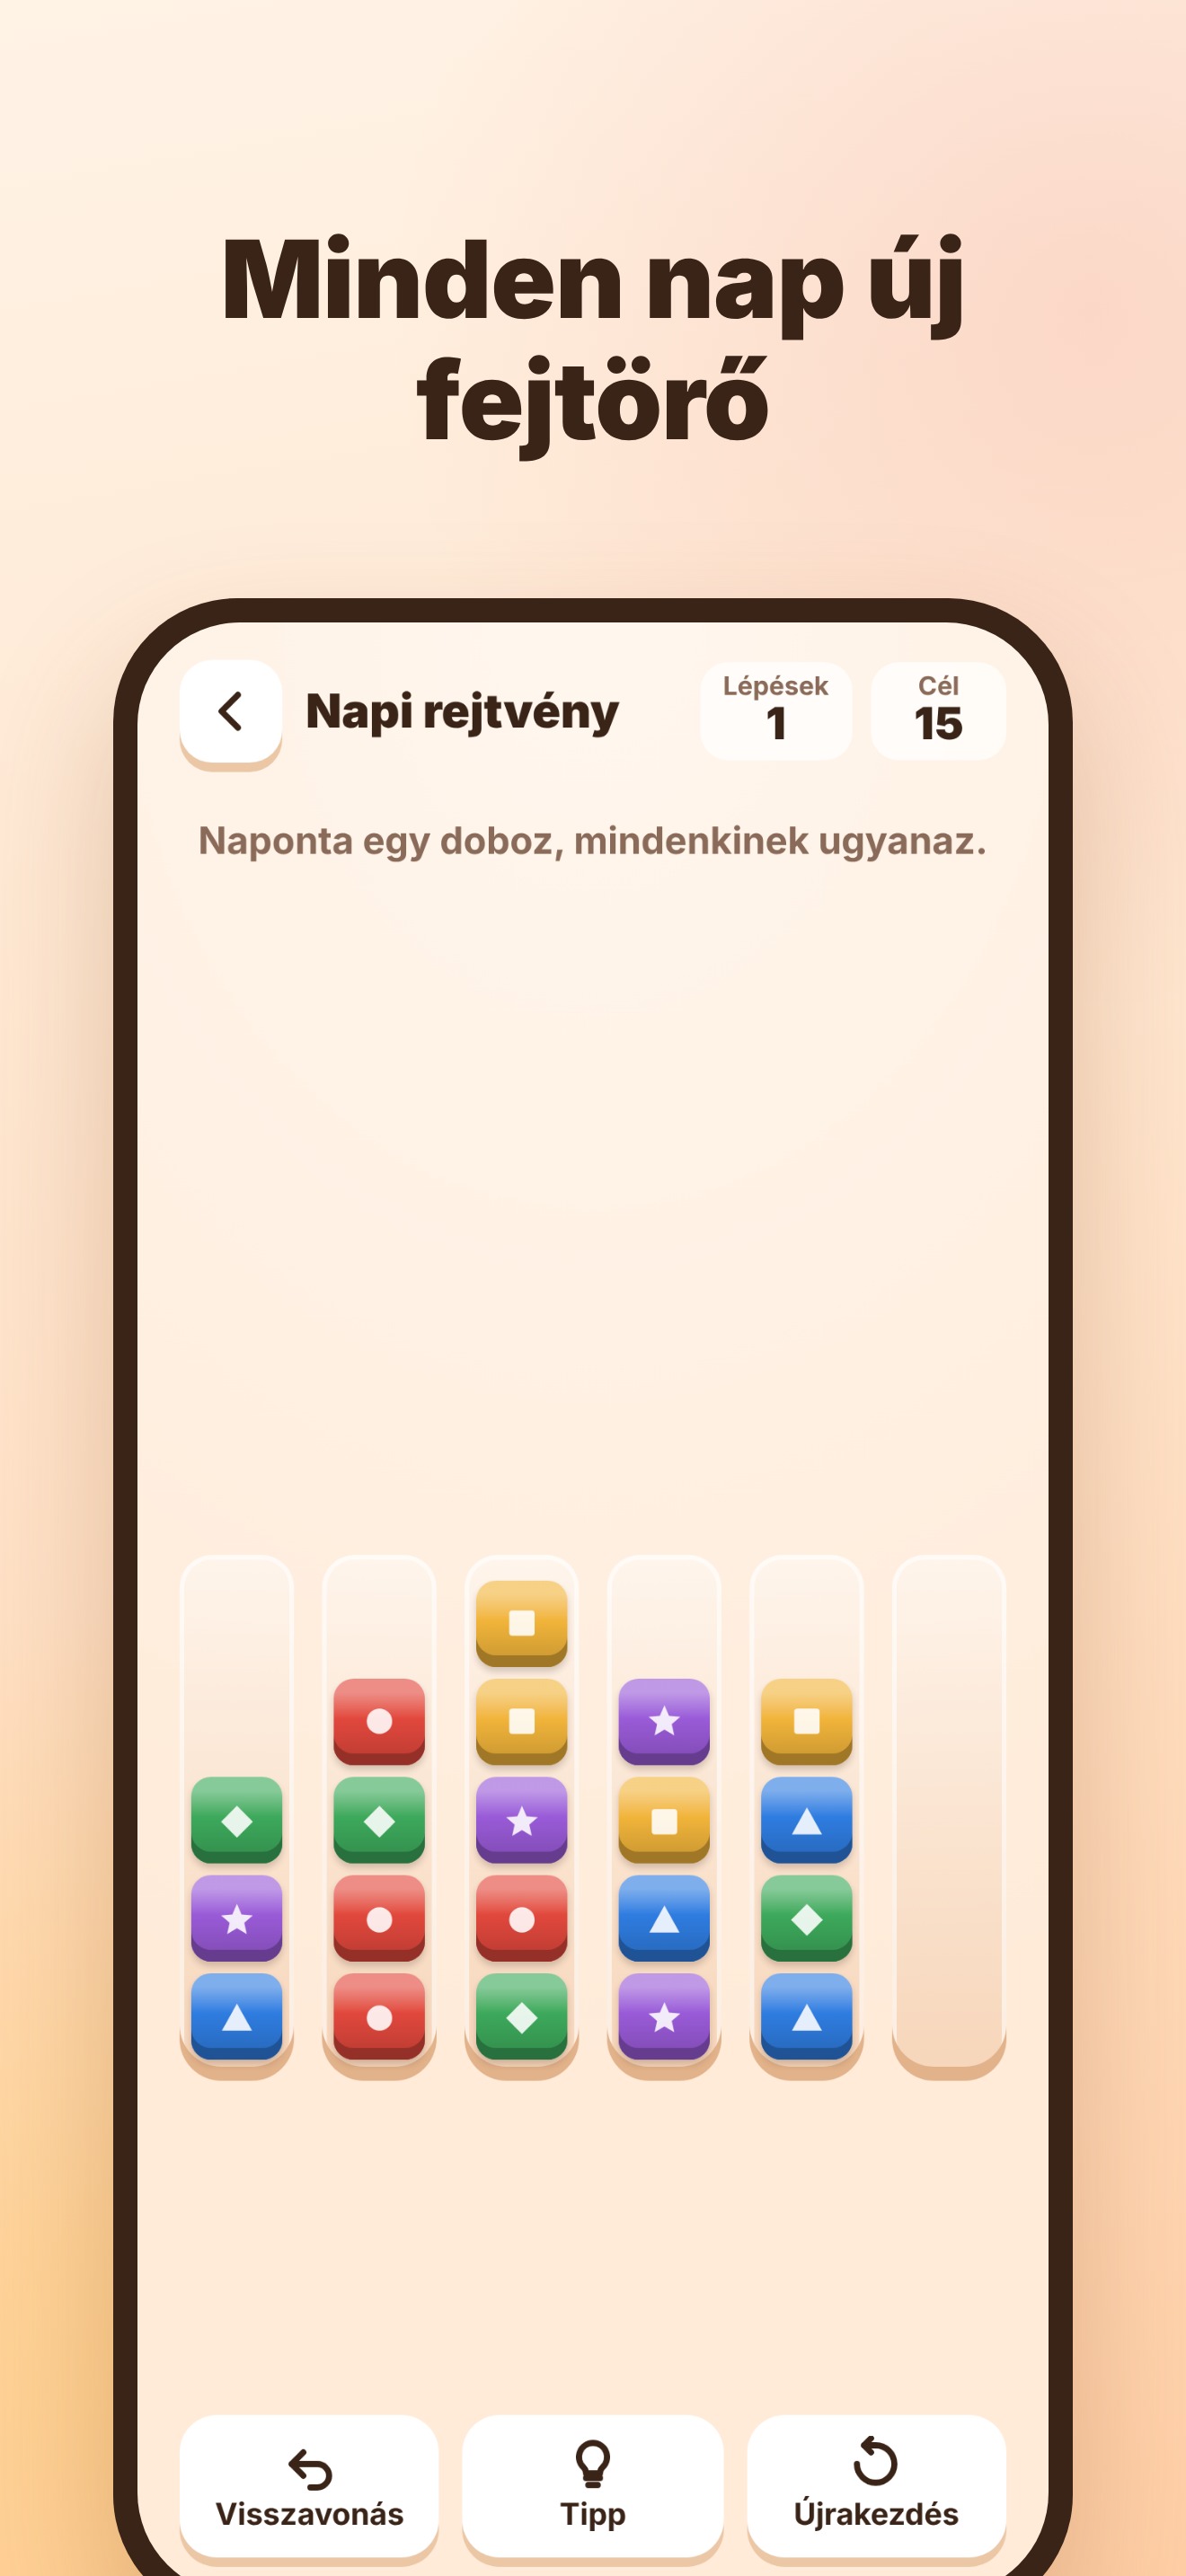 Minden nap új
fejtörő
Napi rejtvény
Lépések
1
Cél
15
Naponta egy doboz, mindenkinek ugyanaz.
Visszavonás
Tipp
Újrakezdés